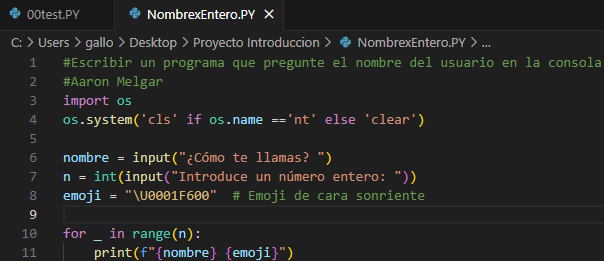 00test.PY NombrexEntero.PY ×
C: > Users > gallo > Desktop > Proyecto Introduccion > NombrexEntero.PY > ...
1 #Escribir un programa que pregunte el nombre del usuario en la consola
2 #Aaron Melgar
3 import os
4 os.system('cls' if os.name =='nt' else 'clear')
5
6 nombre = input("¿Cómo te llamas? ")
7 n = int(input("Introduce un número entero: "))
8 emoji = "\U0001F600"  # Emoji de cara sonriente
9
10 for _ in range(n):
11     print(f"{nombre} {emoji}")